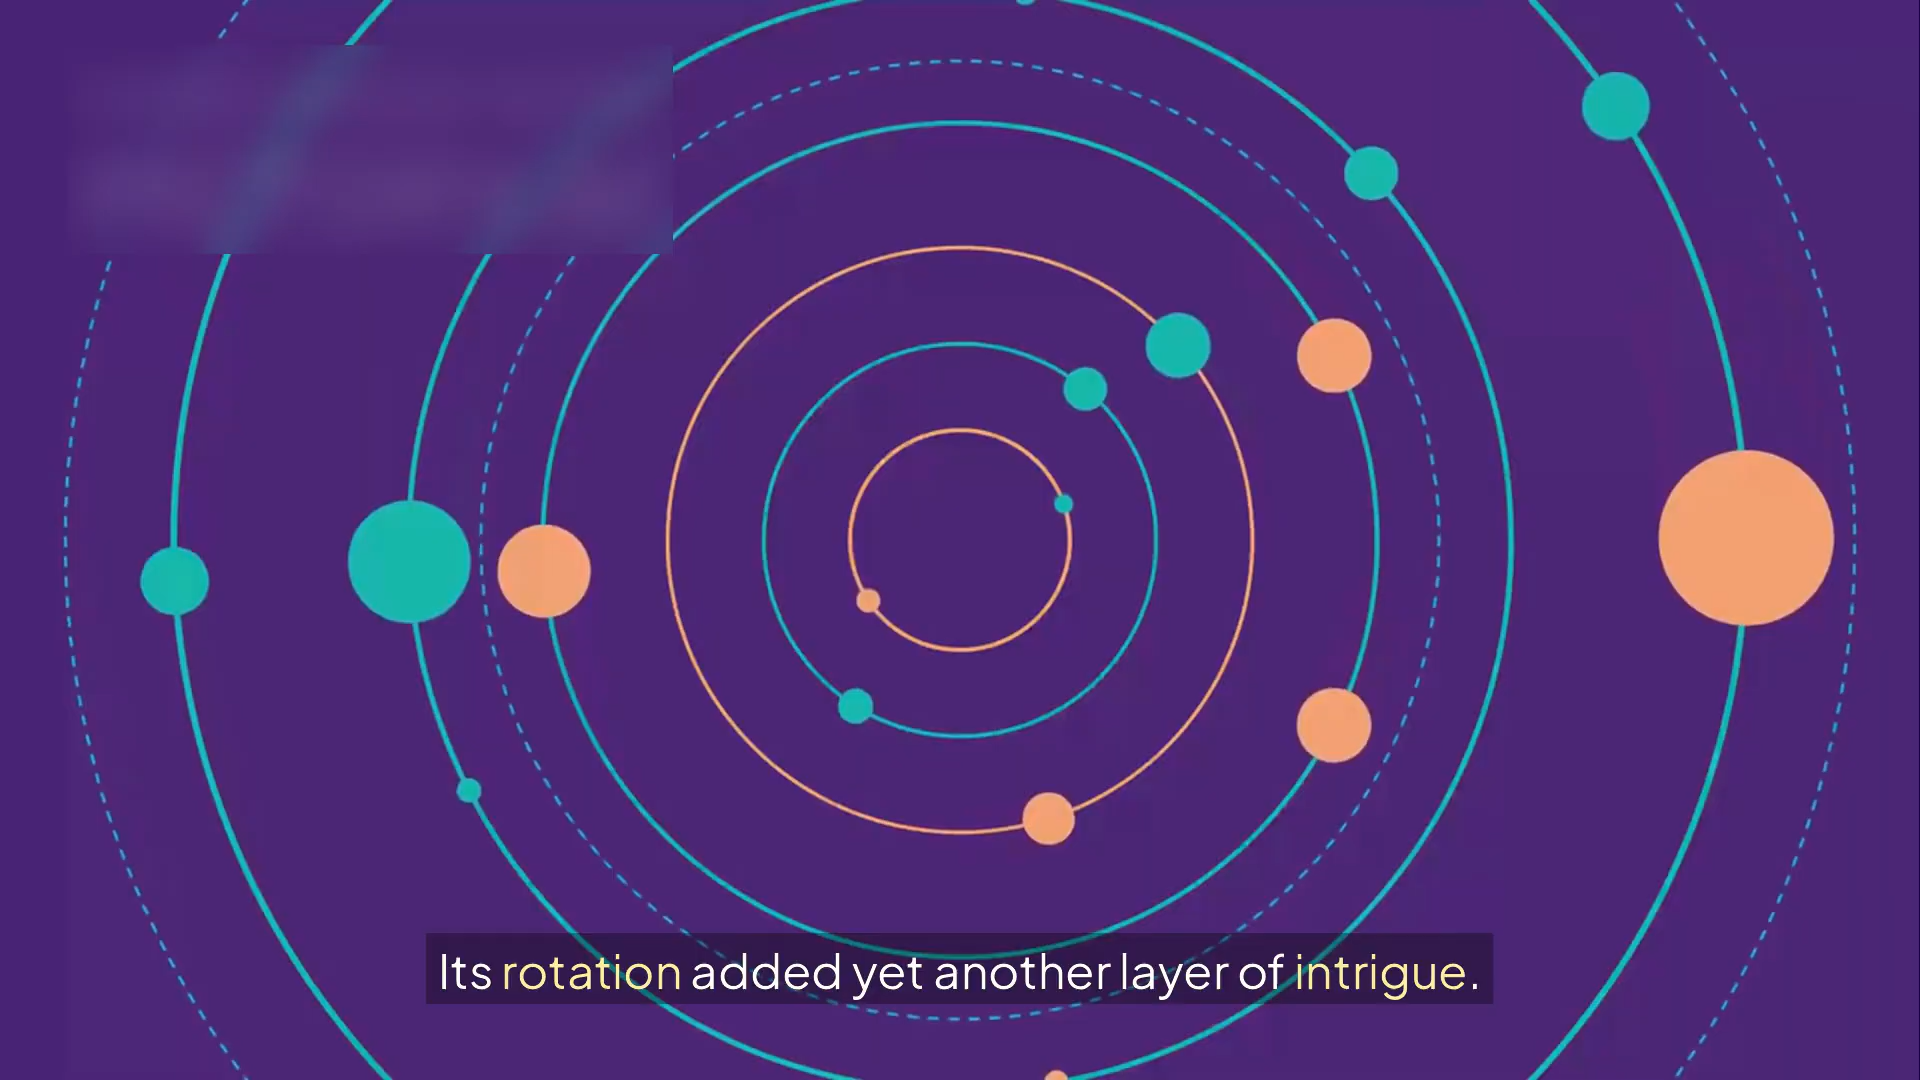 Its rotation added yet another layer of intrigue.